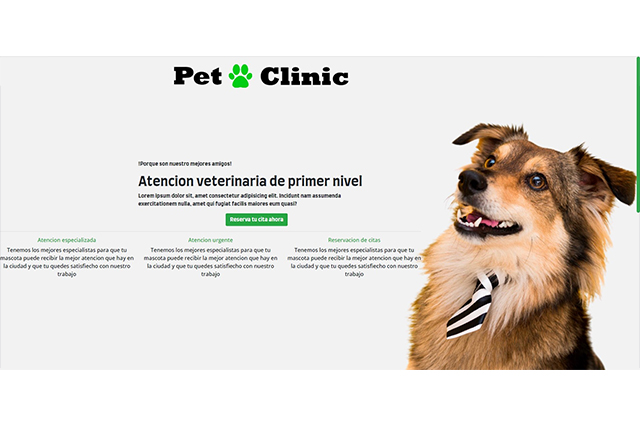 Pet Clinic
!Porque son nuestro mejores amigos!
Atencion veterinaria de primer nivel
Lorem ipsum dolor sit, amet consectetur adipisicing elit. Incidunt nam assumenda
exercitationem nulla, amet qui fugiat facilis maiores eum quasi?
Reserva tu cita ahora
Atencion especializada
Tenemos los mejores especialistas para que tu
mascota puede recibir la mejor atencion que hay en
la ciudad y que tu quedes satisfiecho con nuestro
trabajo
Atencion urgente
Tenemos los mejores especialistas para que tu
mascota puede recibir la mejor atencion que hay en
la ciudad y que tu quedes satisfiecho con nuestro
trabajo
Reservacion de citas
Tenemos los mejores especialistas para que tu
mascota puede recibir la mejor atencion que hay en
la ciudad y que tu quedes satisfiecho con nuestro
trabajo